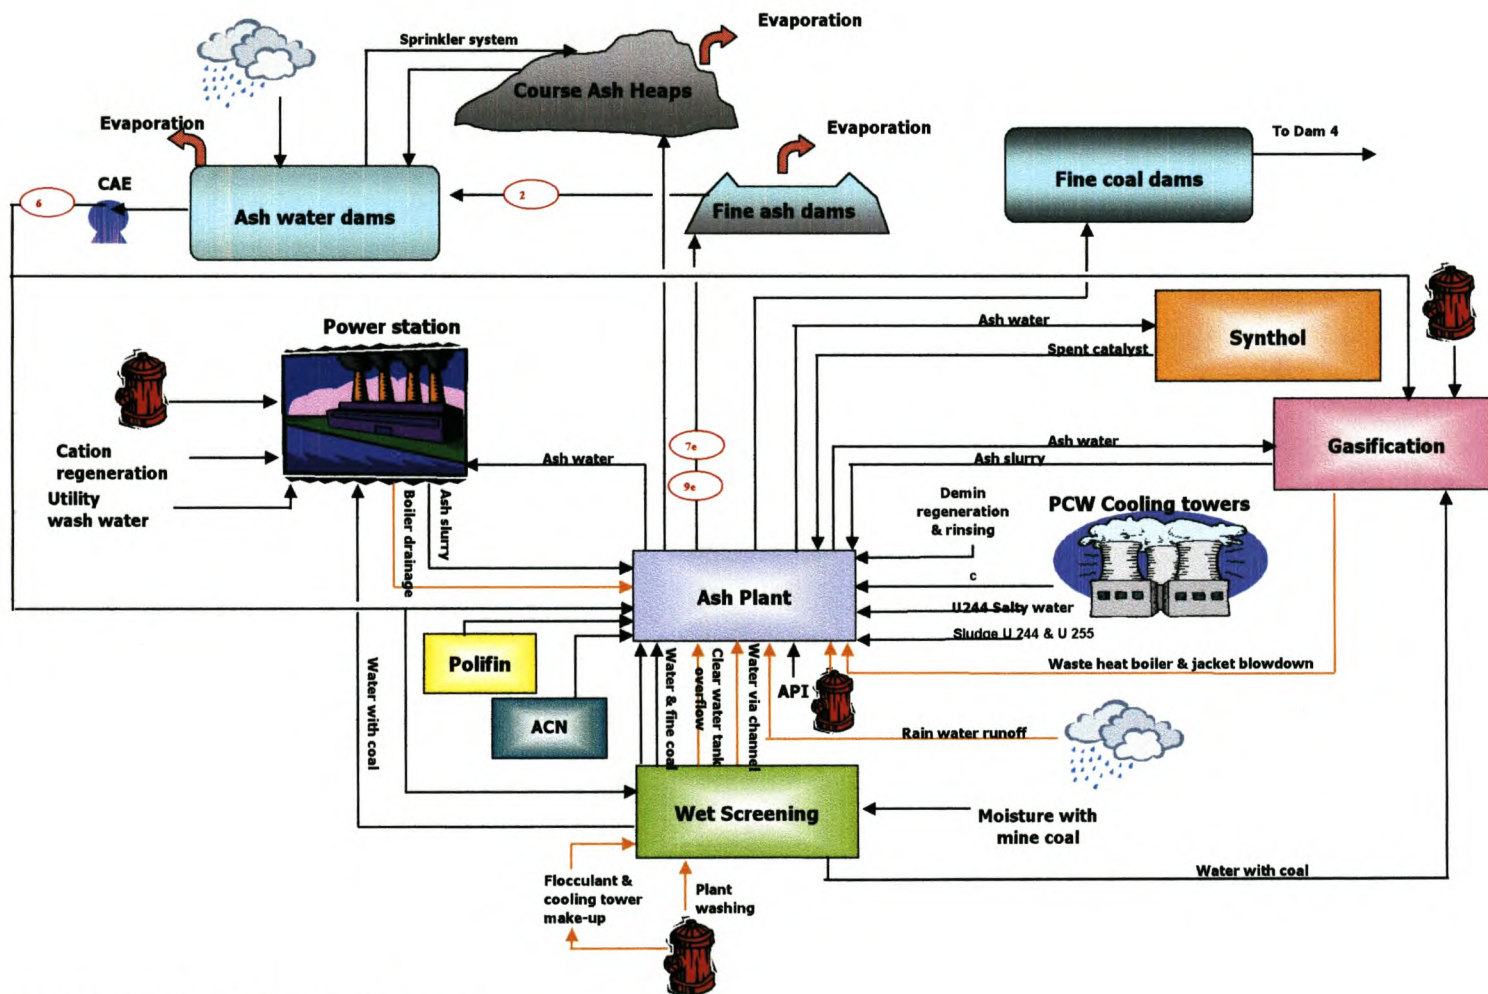 Evaporation
Sprinkler system
Course Ash Heaps
Evaporation
Evaporation
To Dam 4
Fine coal dams
CAE
6
2
Ash water dams
Fine ash dams
Power station
Ash water
Synthol
Spent catalyst
Gasification
7e
Ash water
Cation
regeneration
Ash water
Ash slurry
9e
Utility
wash water
Demin
regeneration
& rinsing
PCW Cooling towers
Boiler drainage
Ash slurry
c
Ash Plant
U244 Salty water
Sludge U 244 & U 255
Polifin
Waste heat boiler & jacket blowdown
API
ACN
Water with coal
Water & fine coal
Clear water tank
overflow
Water via channel
Rain water runoff
Wet Screening
Moisture with
mine coal
Water with coal
Flocculant &
cooling tower
make-up
Plant
washing